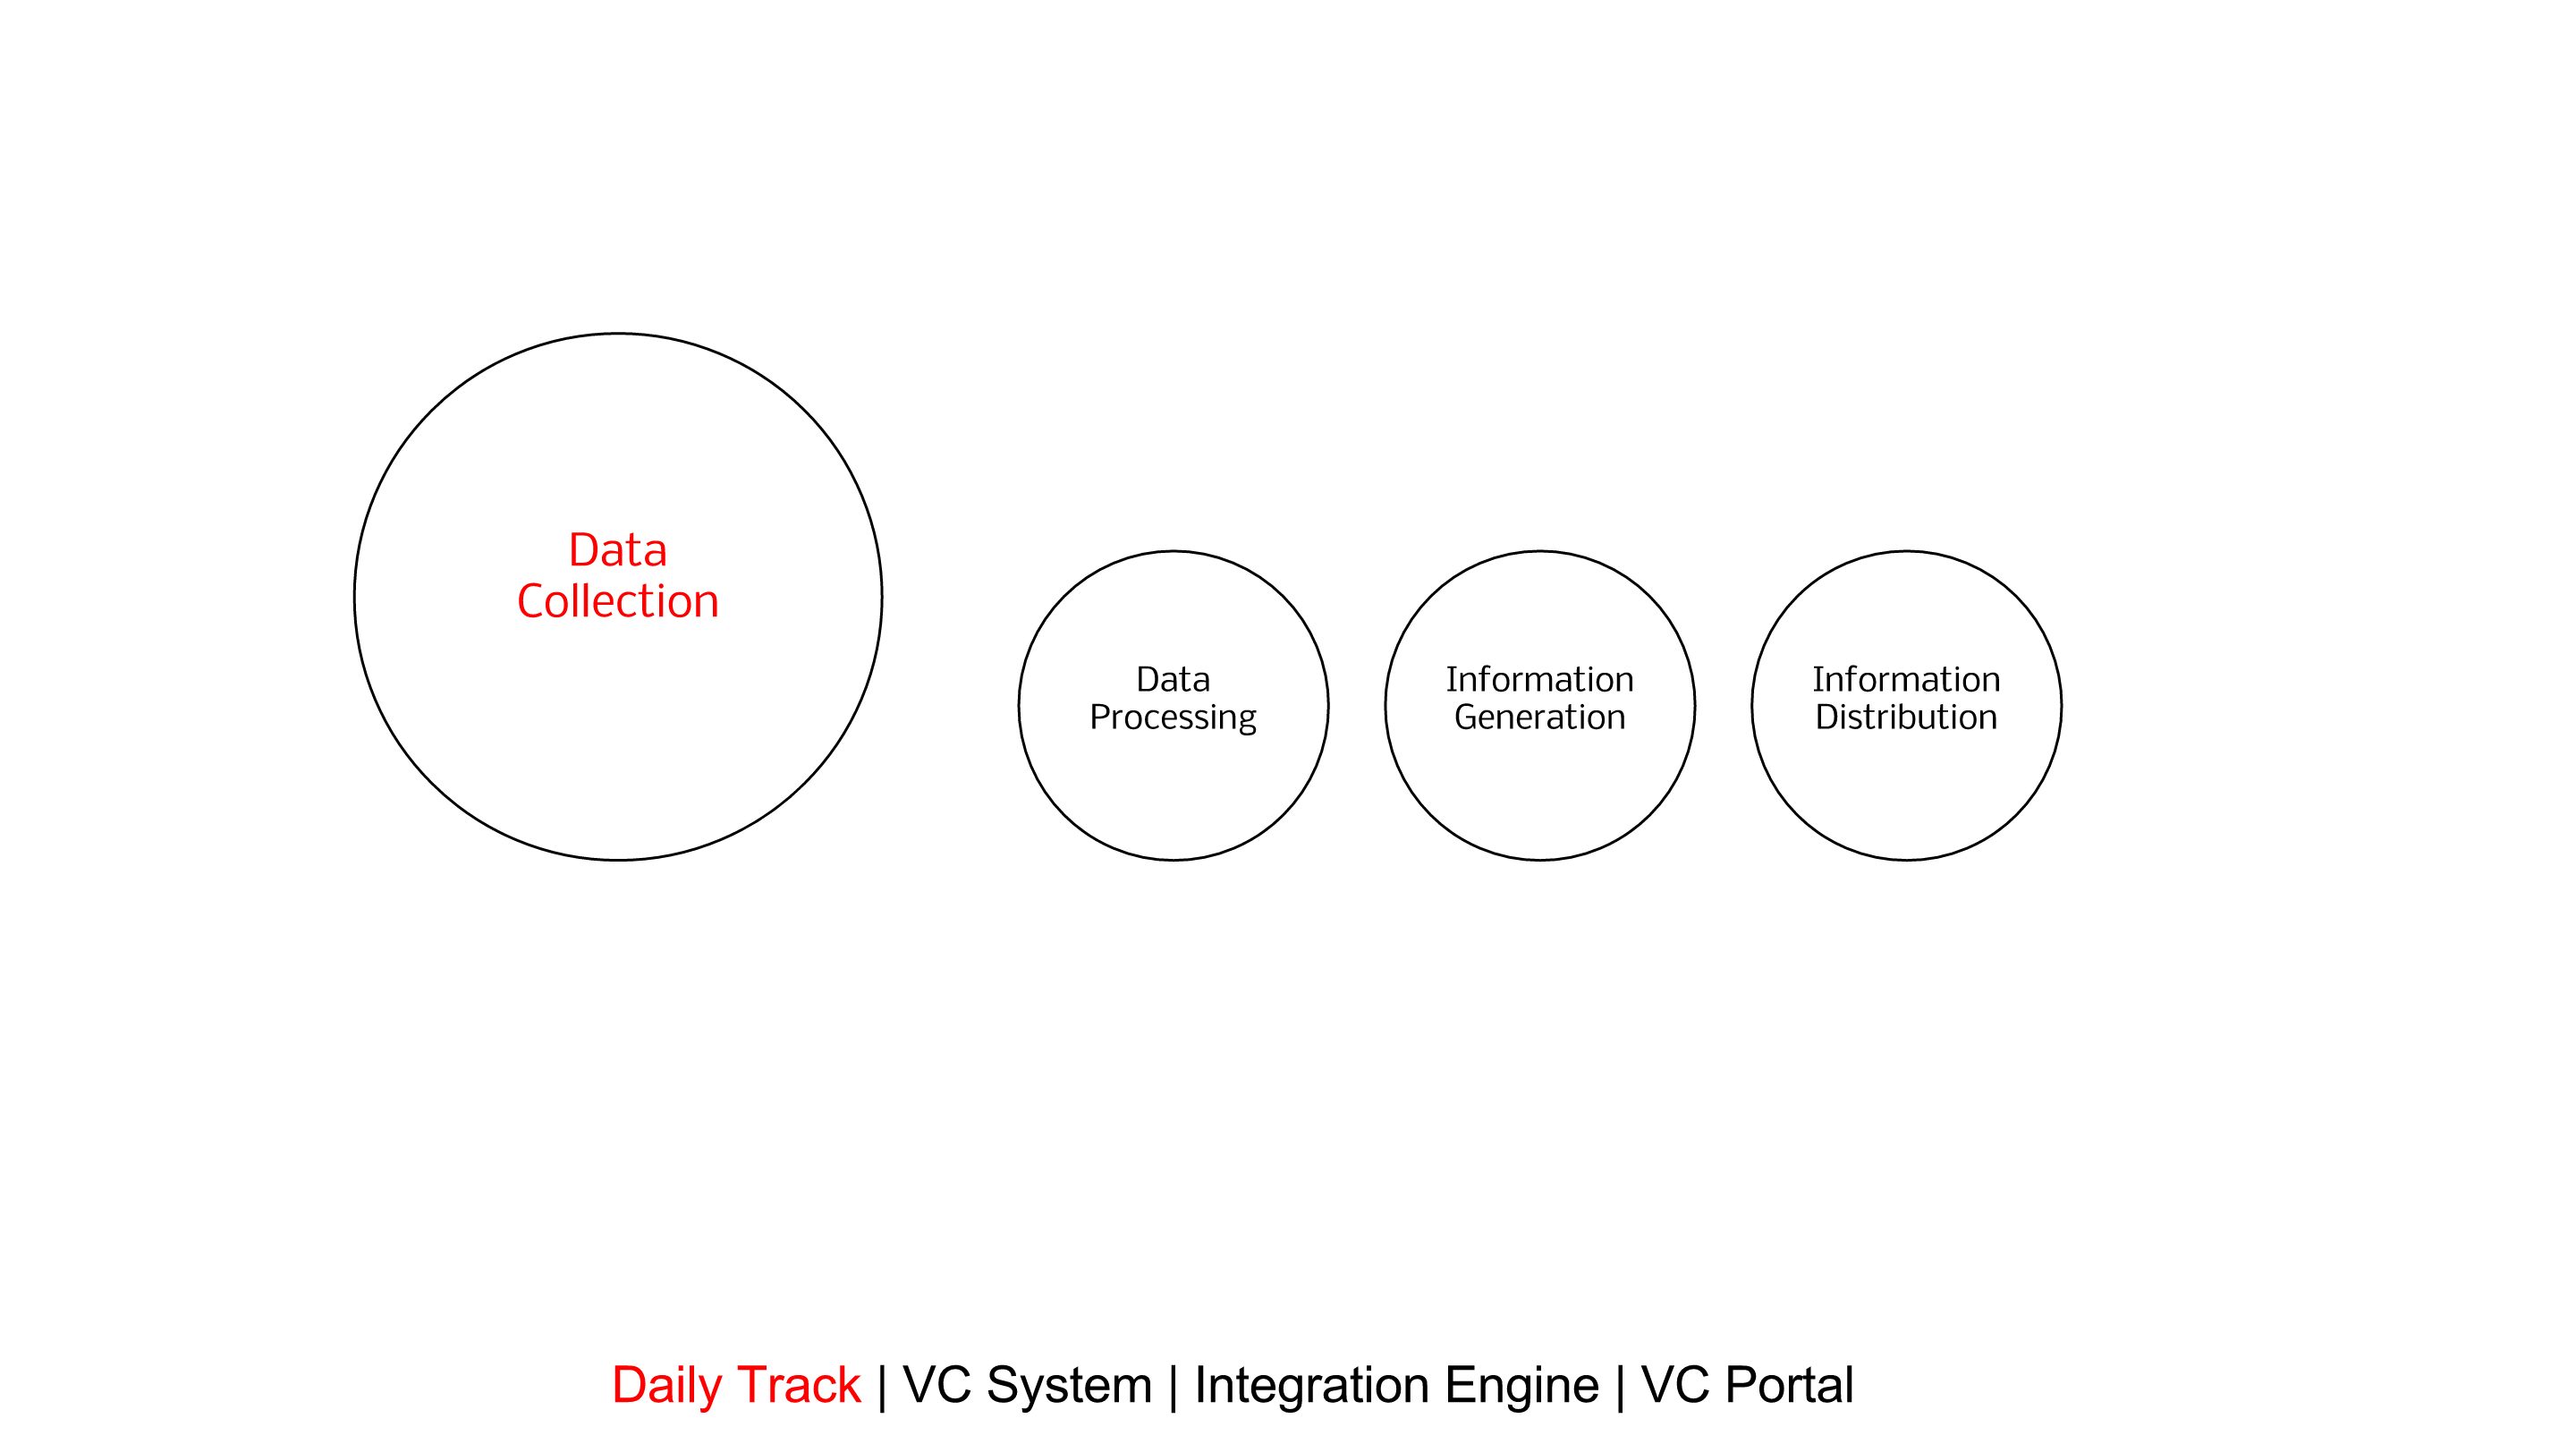 Data
Collection
Data
Processing
Information
Generation
Information
Distribution
Daily Track | VC System | Integration Engine | VC Portal